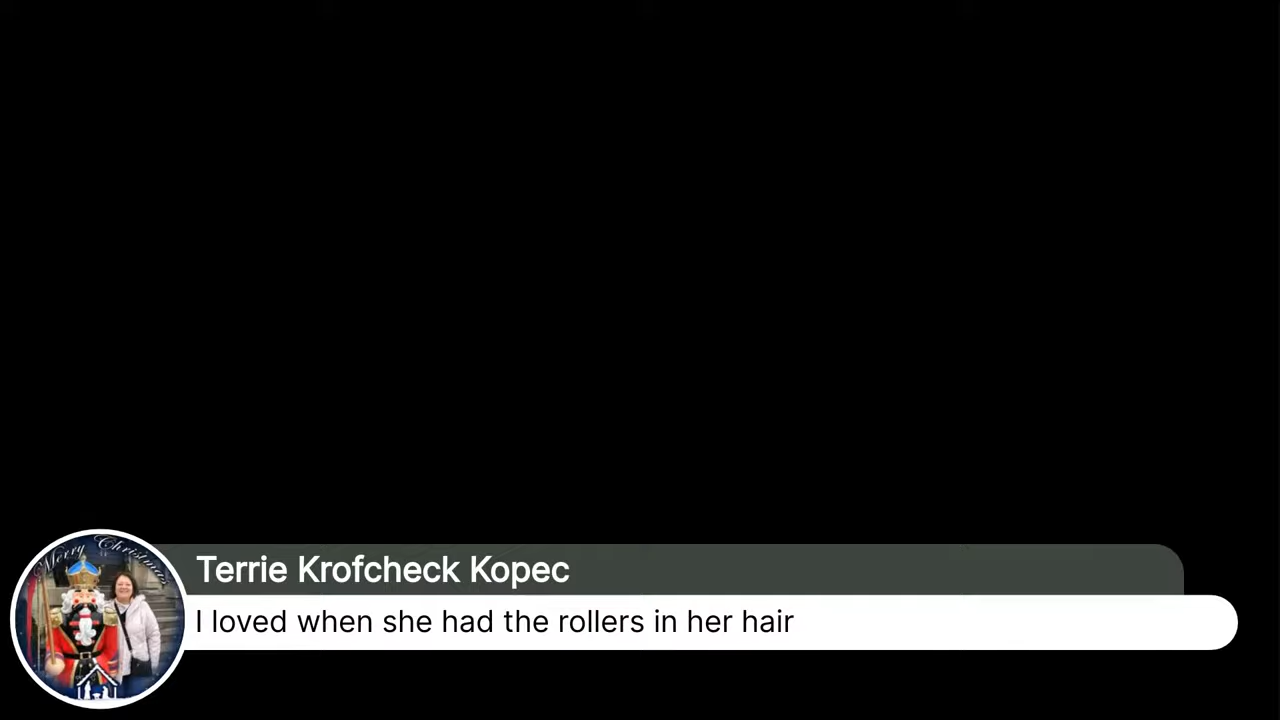 Merry Christmas
Terrie Krofcheck Kopec
I loved when she had the rollers in her hair